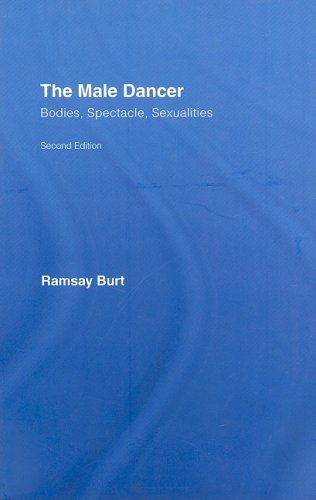 The Male Dancer
Bodies, Spectacle, Sexualities
Second Edition
Ramsay Burt